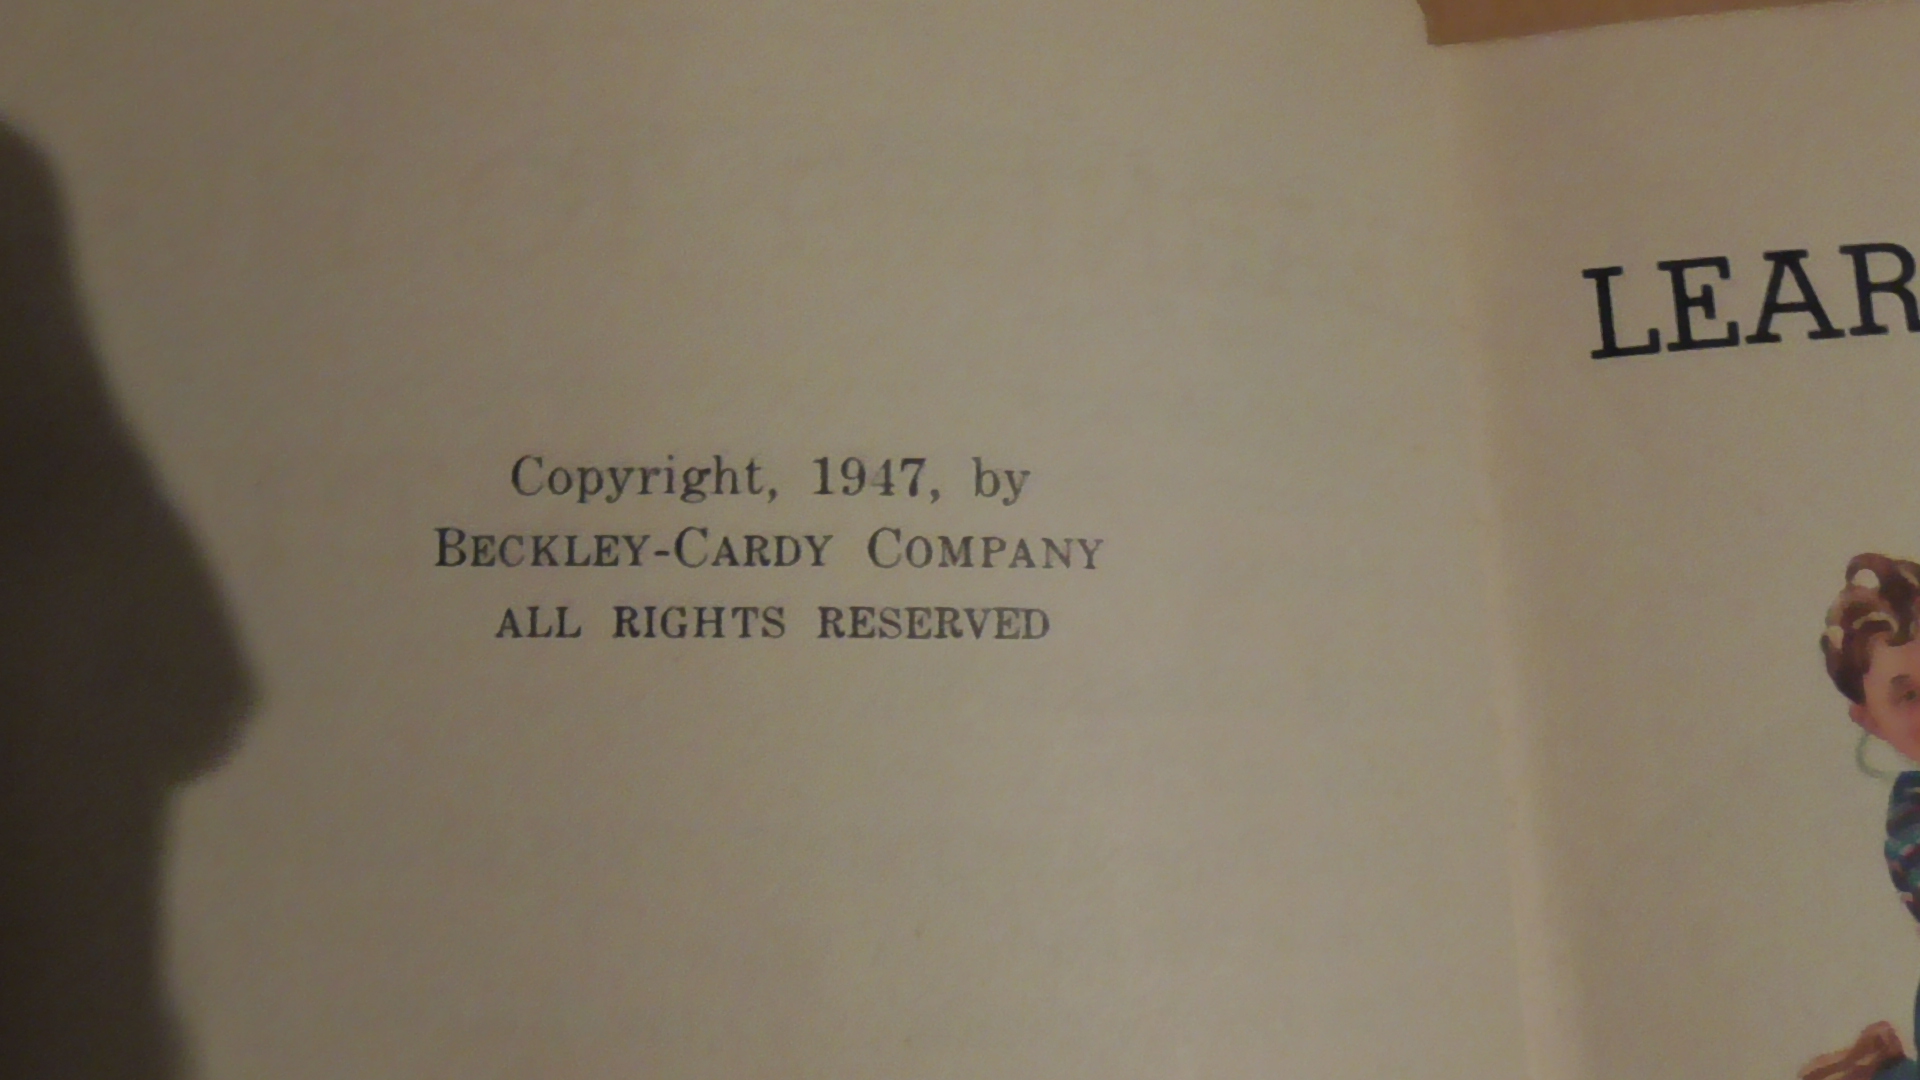 Copyright, 1947, by
BECKLEY-CARDY COMPANY
ALL RIGHTS RESERVED
LEAR